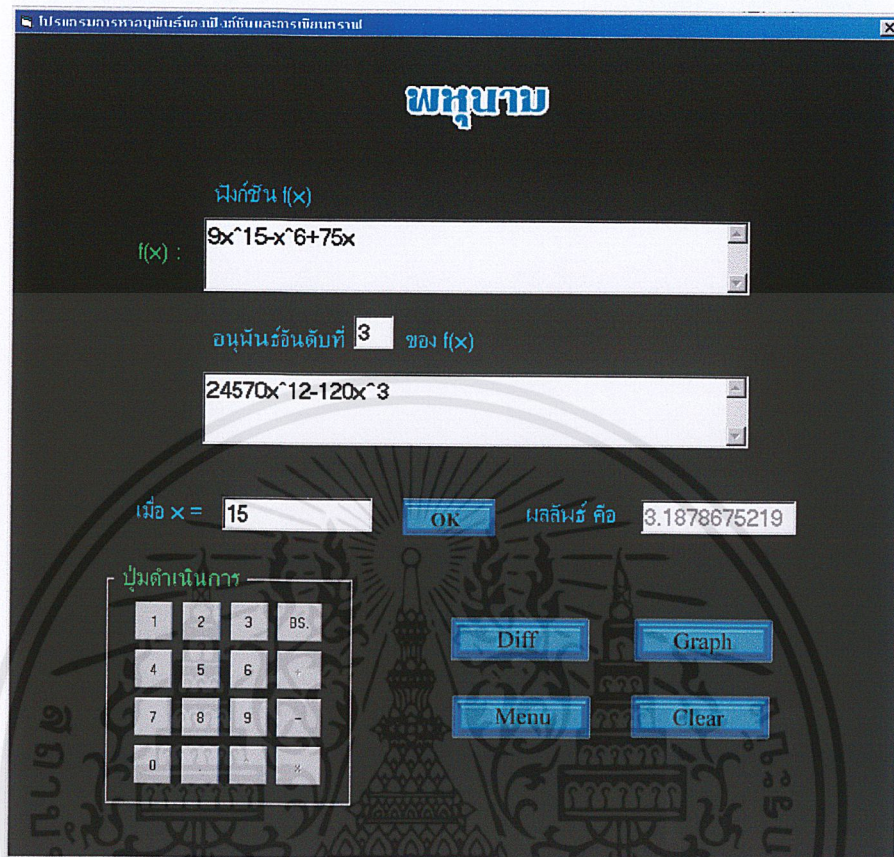 โปรแกรมการหาอนุพันธ์ของฟังก์ชันและการเขียนกราฟ
พหุนาม
ฟังก์ชัน f(x)
f(x) :
9x^15-x^6+75x
อนุพันธ์อันดับที่ 3 ของ f(x)
24570x^12-120x^3
เมื่อ x = 15 OK ผลลัพธ์ คือ 3.1878675219
ปุ่มดำเนินการ
1 2 3 BS.
4 5 6 +
7 8 9 -
0 . ^ x
Diff Graph
Menu Clear